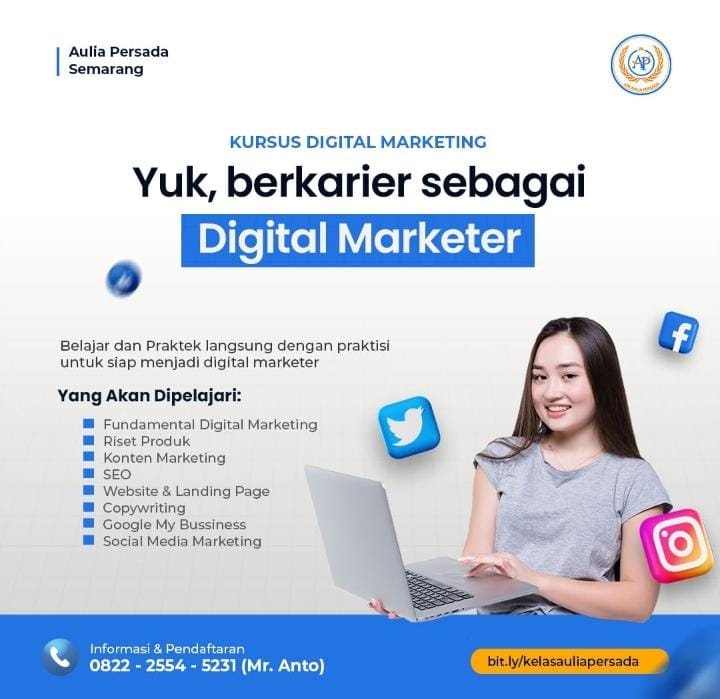 Aulia Persada
Semarang
AP
KURSUS DIGITAL MARKETING
Yuk, berkarier sebagai
Digital Marketer
Belajar dan Praktek langsung dengan praktisi
untuk siap menjadi digital marketer
Yang Akan Dipelajari:
Fundamental Digital Marketing
Riset Produk
Konten Marketing
SEO
Website & Landing Page
Copywriting
Google My Bussiness
Social Media Marketing
Informasi & Pendaftaran
0822 - 2554 - 5231 (Mr. Anto)
bit.ly/kelasauliapersada